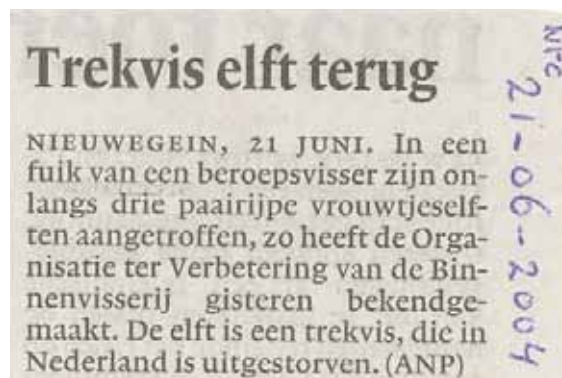 Trekvis elft terug
NIEUWEGEIN, 21 JUNI. In een
fuik van een beroepsvisser zijn on-
langs drie paairijpe vrouwtjeself-
ten aangetroffen, zo heeft de Orga-
nisatie ter Verbetering van de Bin-
nenvisserij gisteren bekendge-
maakt. De elft is een trekvis, die in
Nederland is uitgestorven. (ANP)
21-06-2004